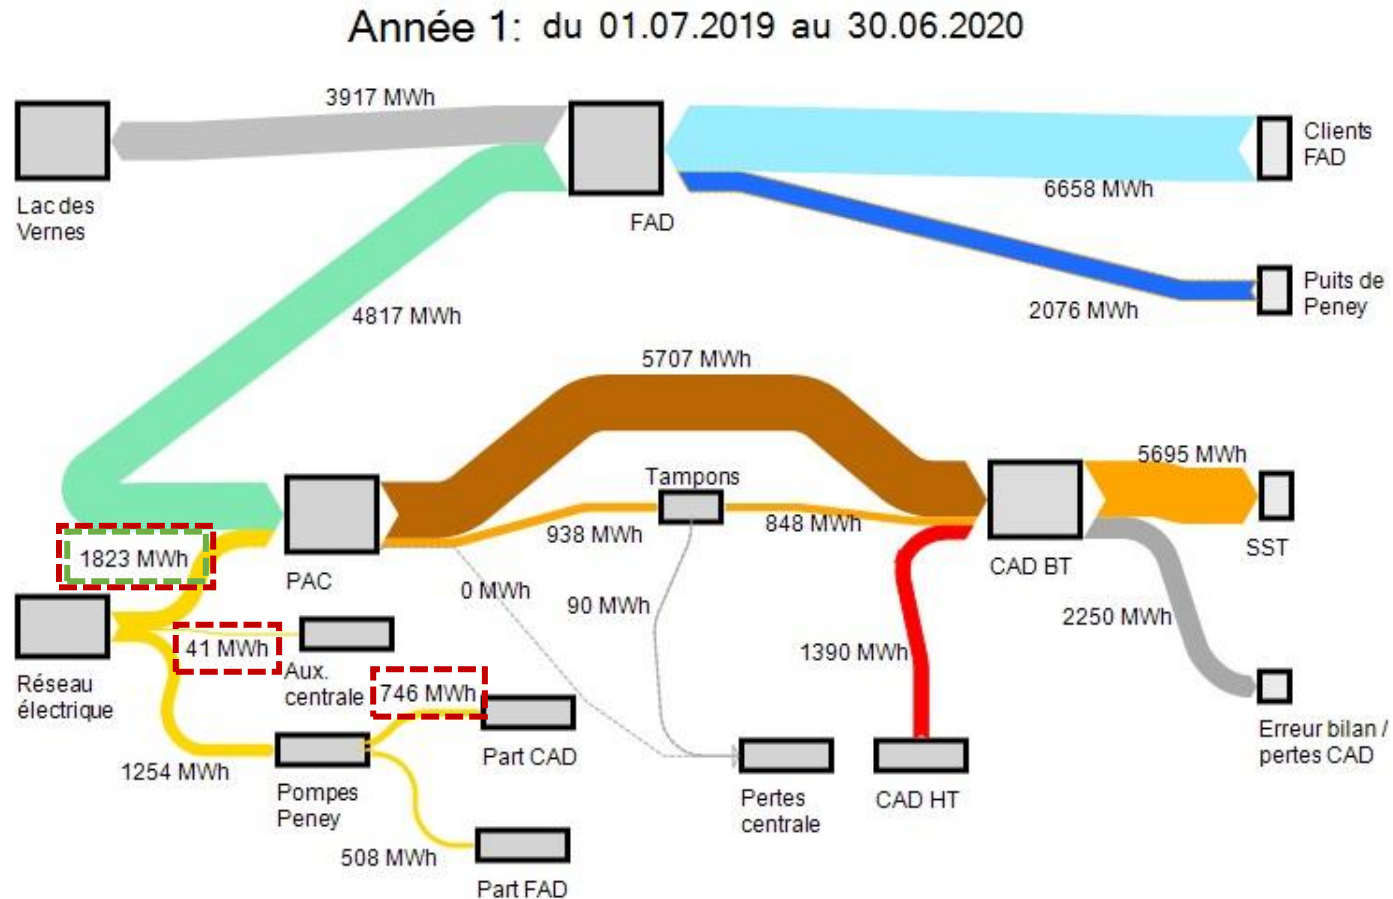 Année 1: du 01.07.2019 au 30.06.2020
3917 MWh
Clients
FAD
6658 MWh
Lac des
Vernes
FAD
Puits de
Peney
2076 MWh
4817 MWh
5707 MWh
5695 MWh
Tampons
938 MWh
848 MWh
SST
1823 MWh
PAC
CAD BT
0 MWh
90 MWh
2250 MWh
41 MWh
1390 MWh
Aux.
centrale
746 MWh
Réseau
électrique
Erreur bilan /
pertes CAD
Part CAD
1254 MWh
Pompes
Peney
Pertes
centrale
CAD HT
508 MWh
Part FAD